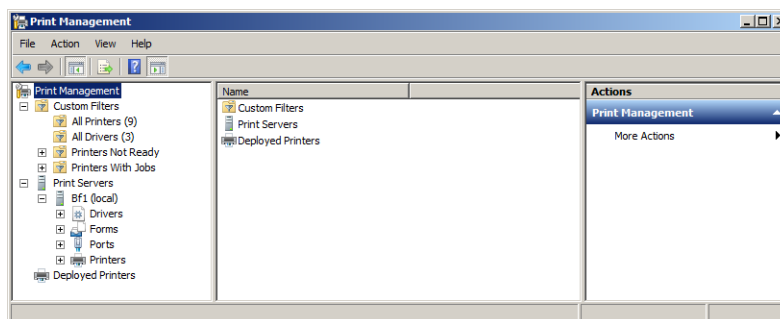 Print Management
File Action View Help
Print Management
Custom Filters
All Printers (9)
All Drivers (3)
Printers Not Ready
Printers With Jobs
Print Servers
Bf1 (local)
Drivers
Forms
Ports
Printers
Deployed Printers
Name
Custom Filters
Print Servers
Deployed Printers
Actions
Print Management
More Actions